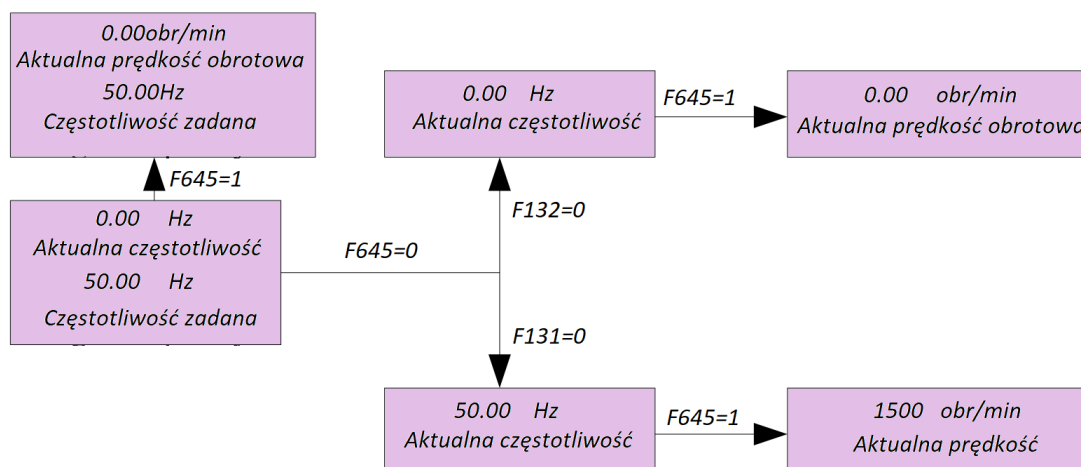 0.00obr/min
Aktualna prędkość obrotowa
50.00Hz
Częstotliwość zadana
F645=1
0.00 Hz
Aktualna częstotliwość
50.00 Hz
Częstotliwość zadana
F645=0
0.00 Hz
Aktualna częstotliwość
F645=1
0.00 obr/min
Aktualna prędkość obrotowa
F132=0
F131=0
50.00 Hz
Aktualna częstotliwość
F645=1
1500 obr/min
Aktualna prędkość